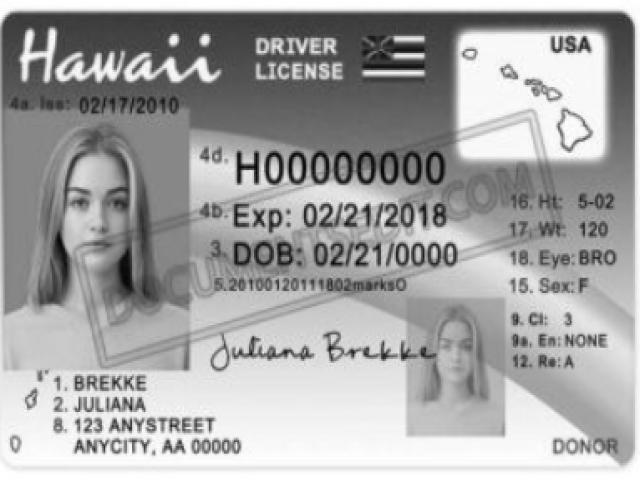 Hawaii
DRIVER
LICENSE
USA
4a. Iss: 02/17/2010
4d. H00000000
4b. Exp: 02/21/2018
3. DOB: 02/21/0000
5.20100120111802marksO
16. Ht: 5-02
17. Wt: 120
18. Eye: BRO
15. Sex: F
9. Cl: 3
9a. En: NONE
12. Re: A
Juliana Brekke
1. BREKKE
2. JULIANA
8. 123 ANYSTREET
ANYCITY, AA 00000
DONOR